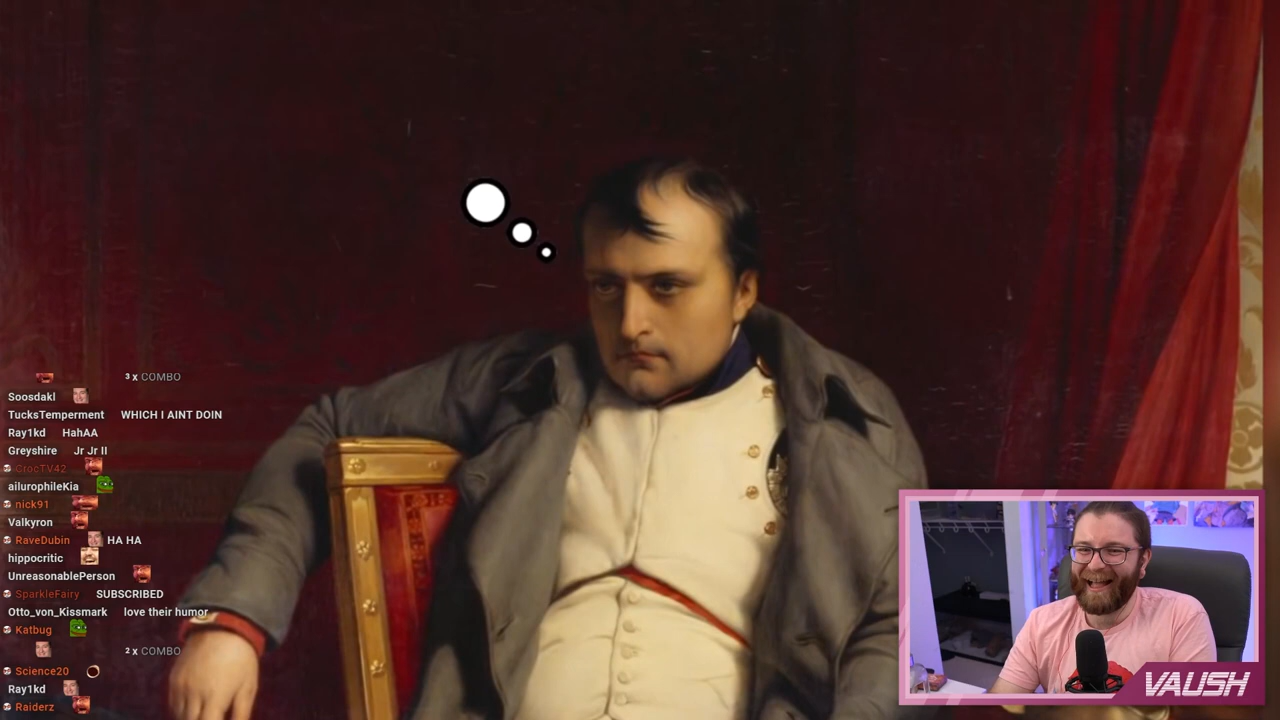 3 x COMBO
Soosdakl
TucksTemperment WHICH I AINT DOIN
Ray1kd HahAA
Greyshire Jr Jr II
CrocTV42
ailurophileKia
nick91
Valkyron
RaveDubin HA HA
hippocritic
UnreasonablePerson
SparkleFairy SUBSCRIBED
Otto_von_Kissmark love their humor
Katbug
2 x COMBO
Science20
Ray1kd
Raiderz
VAUSH